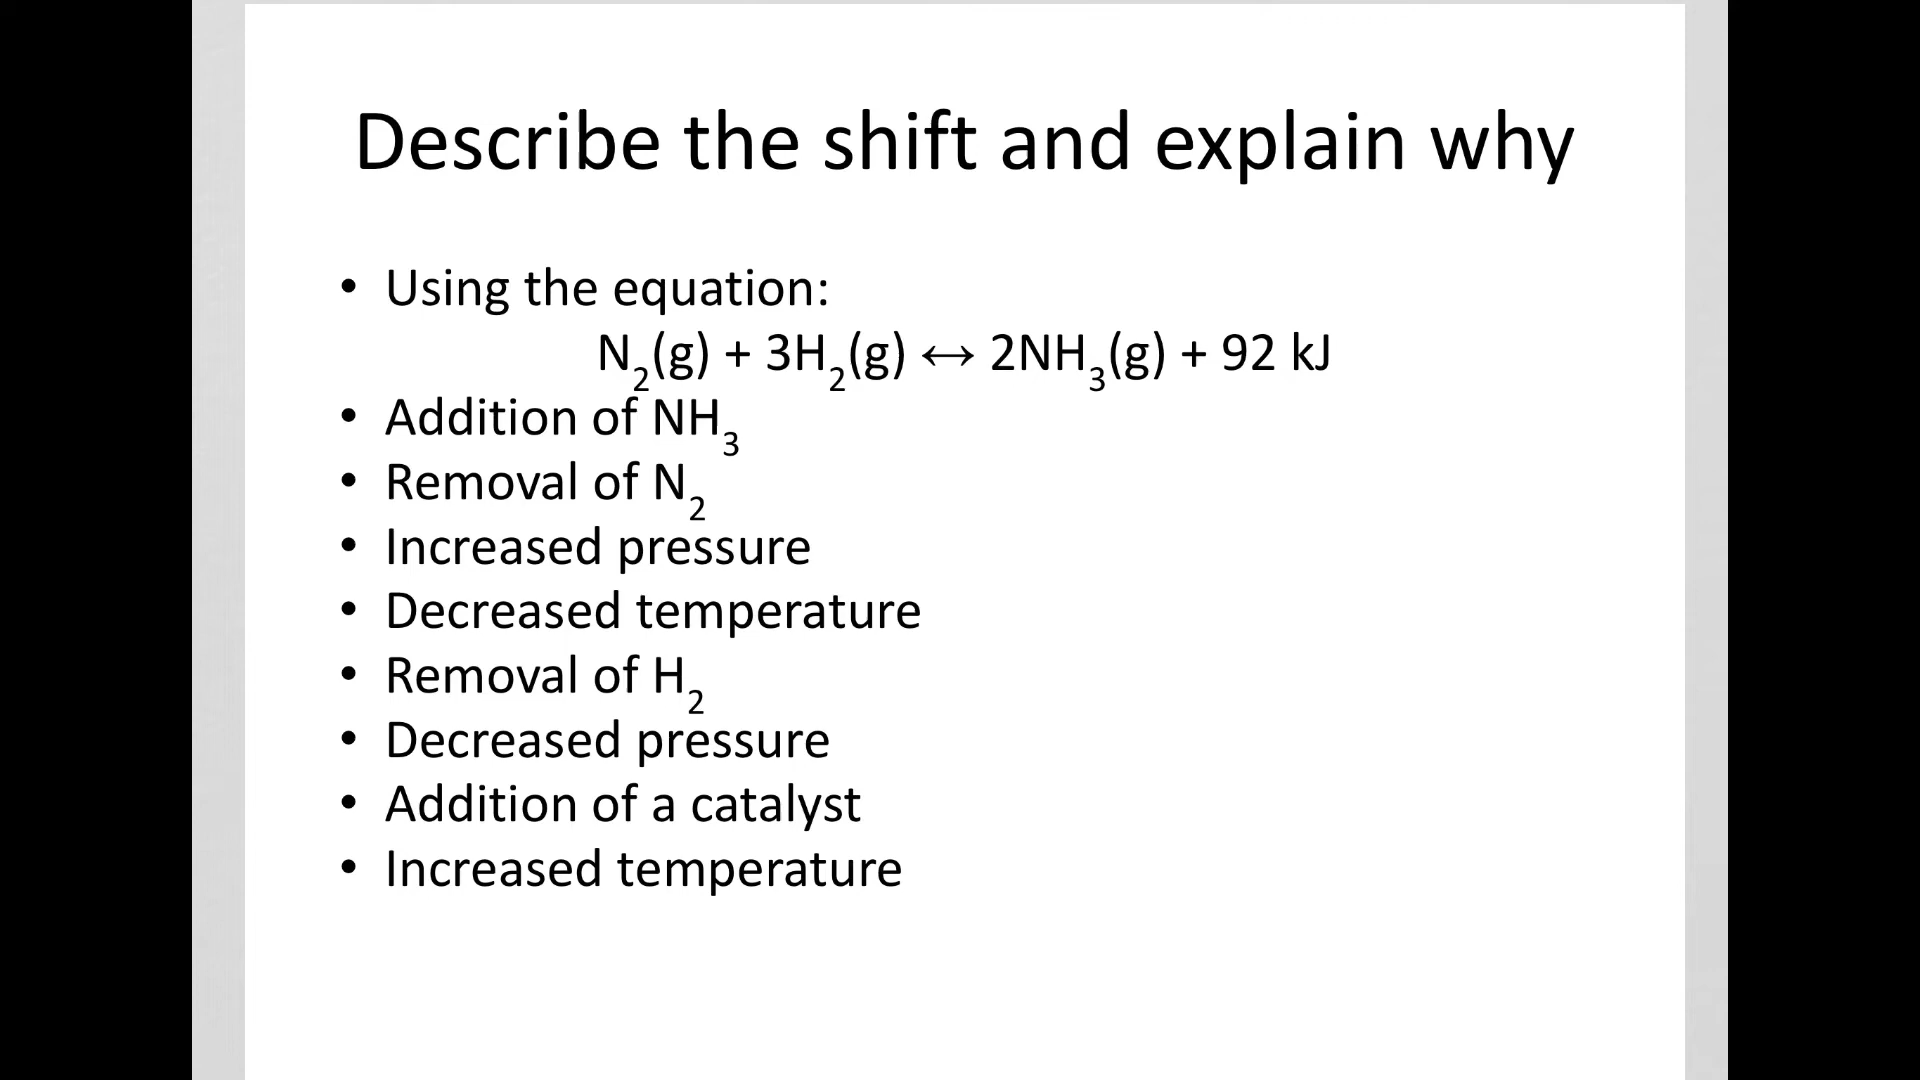 Describe the shift and explain why
• Using the equation:
N₂(g) + 3H₂(g) ↔ 2NH₃(g) + 92 kJ
• Addition of NH₃
• Removal of N₂
• Increased pressure
• Decreased temperature
• Removal of H₂
• Decreased pressure
• Addition of a catalyst
• Increased temperature